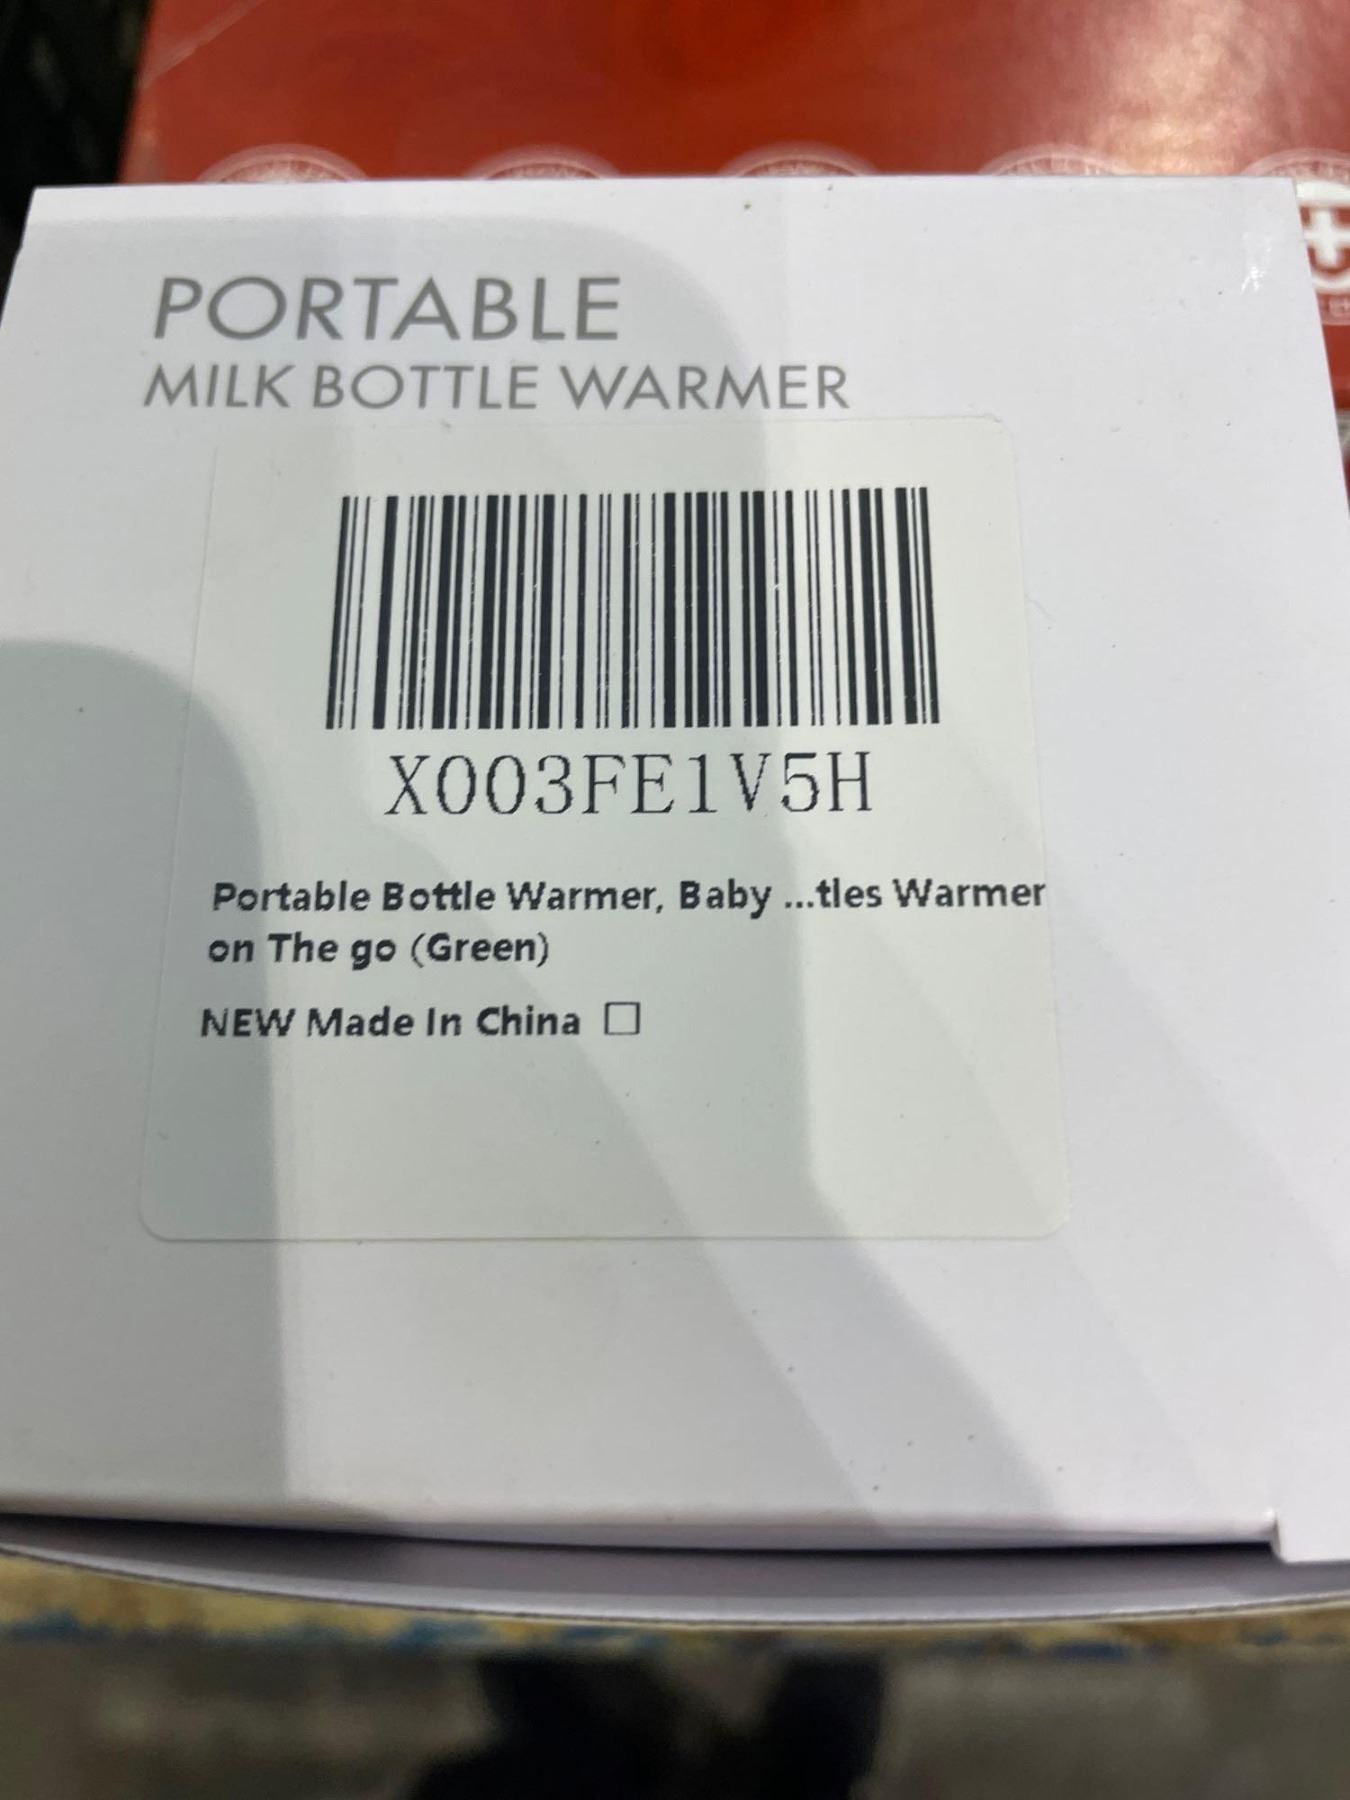 PORTABLE
MILK BOTTLE WARMER
X003FE1V5H
Portable Bottle Warmer, Baby ...tles Warmer
on The go (Green)
NEW Made In China